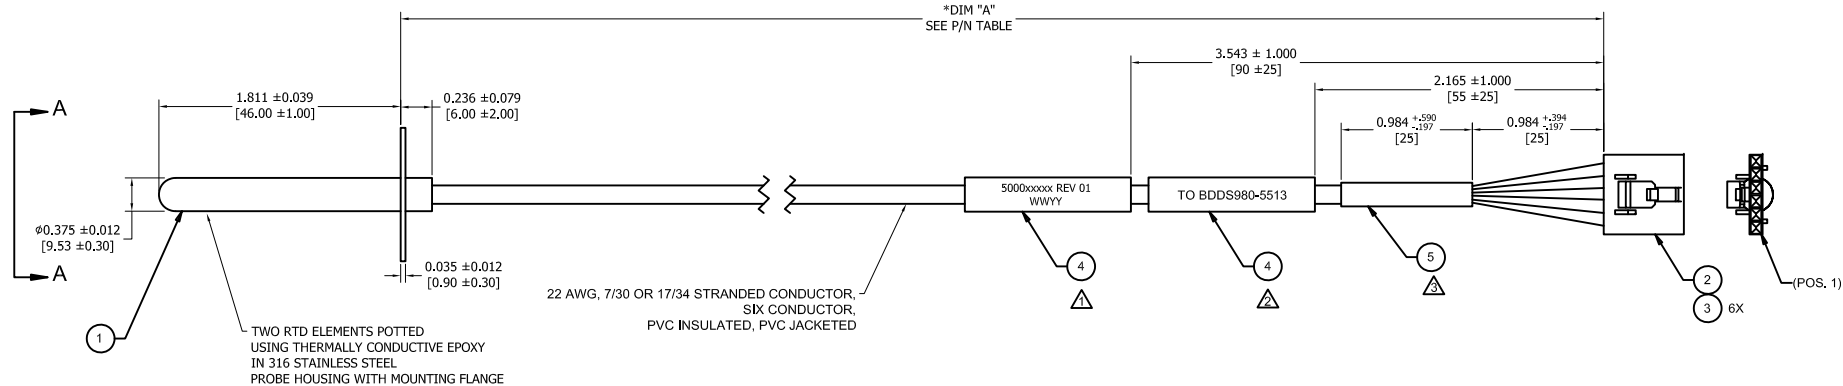 *DIM "A"
SEE P/N TABLE
3.543 ± 1.000
[90 ±25]
2.165 ±1.000
[55 ±25]
A
1.811 ±0.039
[46.00 ±1.00]
0.236 ±0.079
[6.00 ±2.00]
0.984 +.590 -.197
[25]
0.984 +.394 -.197
[25]
5000xxxxx REV 01
WWYY
TO BDDS980-5513
⌀0.375 ±0.012
[9.53 ±0.30]
A
0.035 ±0.012
[0.90 ±0.30]
4
4
5
2
(POS. 1)
1
2
3
3
6X
22 AWG, 7/30 OR 17/34 STRANDED CONDUCTOR,
SIX CONDUCTOR,
PVC INSULATED, PVC JACKETED
1
TWO RTD ELEMENTS POTTED
USING THERMALLY CONDUCTIVE EPOXY
IN 316 STAINLESS STEEL
PROBE HOUSING WITH MOUNTING FLANGE